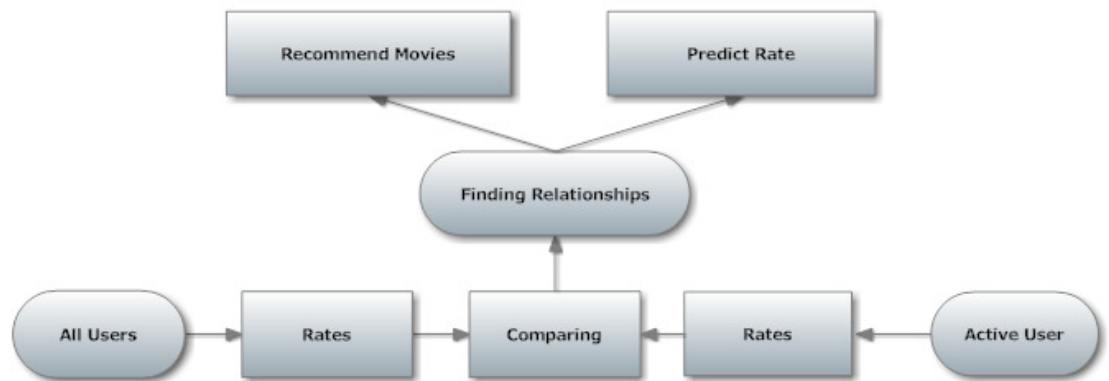 Recommend Movies
Predict Rate
Finding Relationships
All Users
Rates
Comparing
Rates
Active User